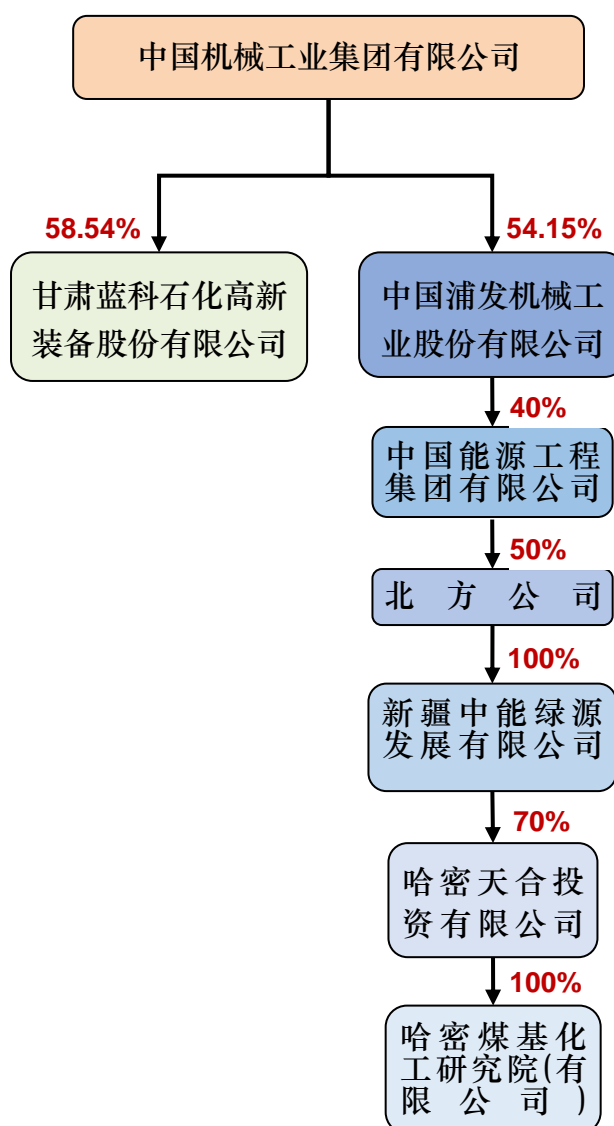 中国机械工业集团有限公司
58.54%
54.15%
甘肃蓝科石化高新
装备股份有限公司
中国浦发机械工
业股份有限公司
40%
中国能源工程
集团有限公司
50%
北方公司
100%
新疆中能绿源
发展有限公司
70%
哈密天合投
资有限公司
100%
哈密煤基化
工研究院(有
限公司)